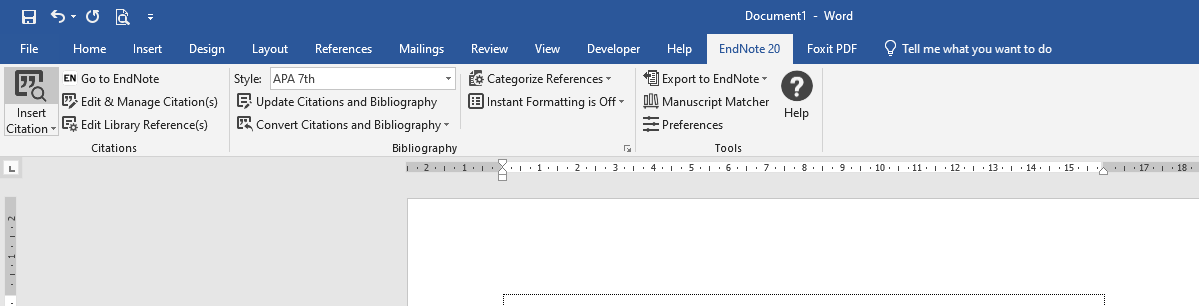 Document1 - Word
File Home Insert Design Layout References Mailings Review View Developer Help EndNote 20 Foxit PDF Tell me what you want to do
Insert Citation
EN Go to EndNote
Edit & Manage Citation(s)
Edit Library Reference(s)
Citations
Style: APA 7th
Update Citations and Bibliography
Convert Citations and Bibliography
Categorize References
Instant Formatting is Off
Bibliography
Export to EndNote
Manuscript Matcher
Preferences
Help
Tools
2 1 1 2 3 4 5 6 7 8 9 10 11 12 13 14 15 17 18
2
1